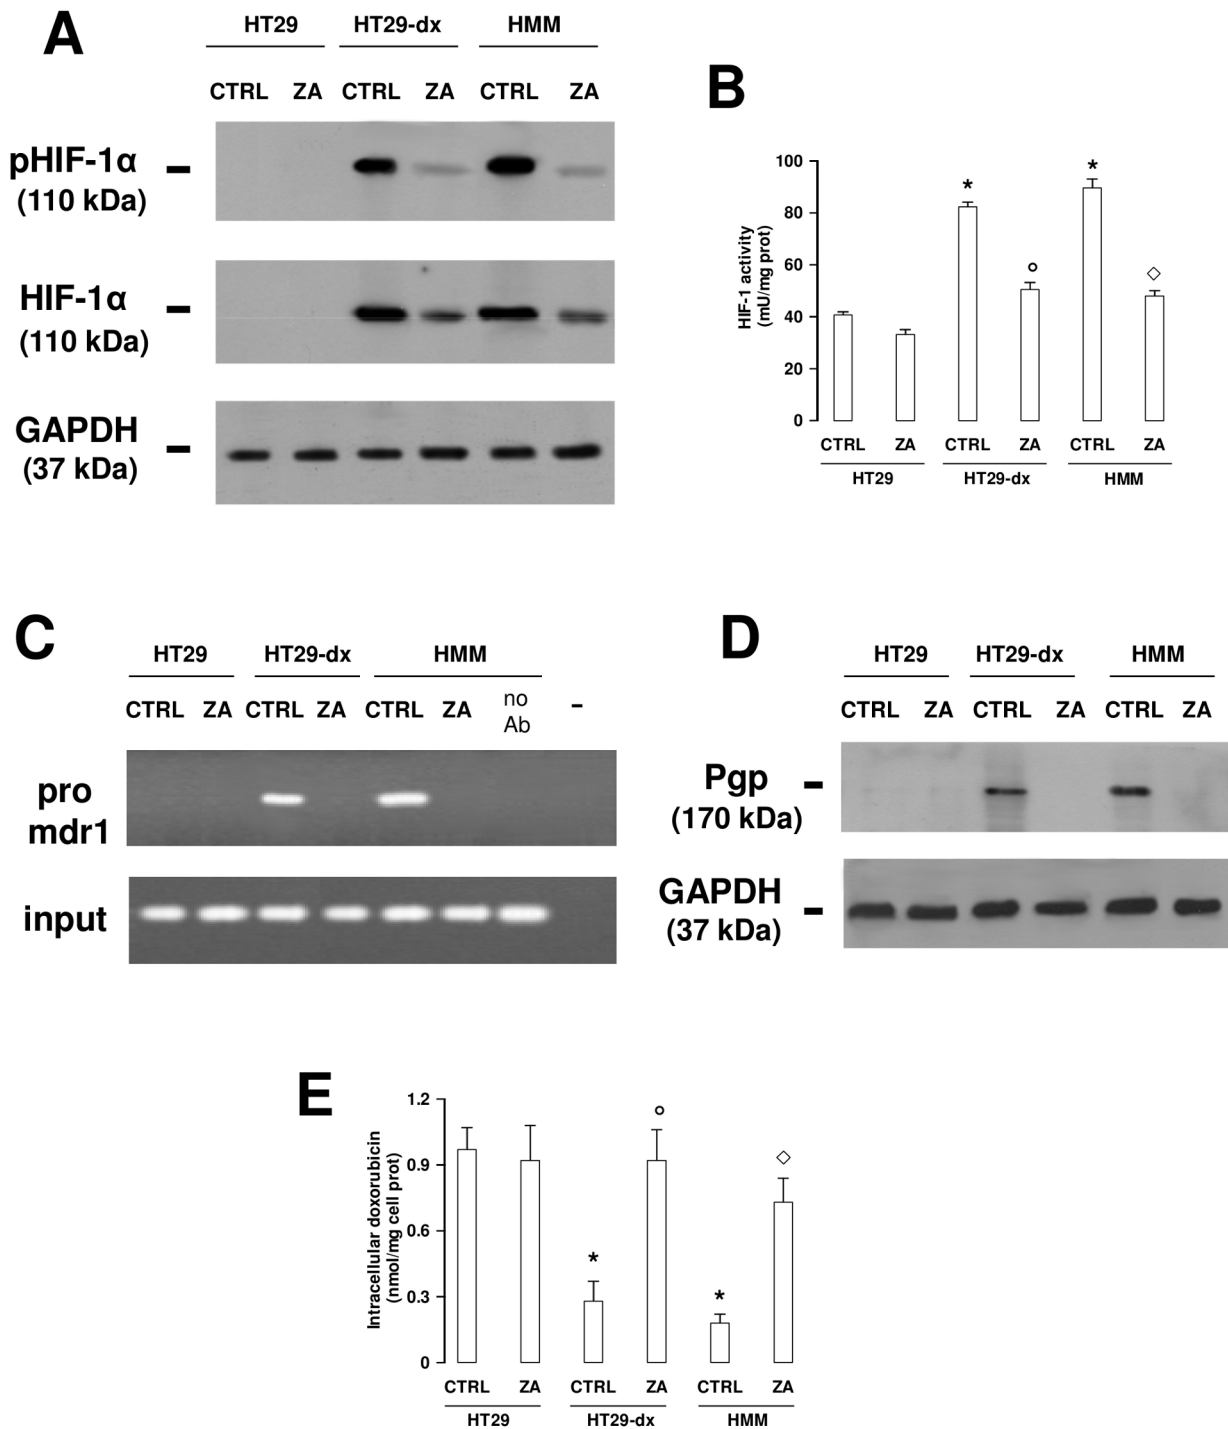 A
HT29 HT29-dx HMM
CTRL ZA CTRL ZA CTRL ZA
pHIF-1α
(110 kDa)
HIF-1α
(110 kDa)
GAPDH
(37 kDa)
B
HIF-1 activity
(mU/mg prot)
100
80
60
40
20
0
* ° * ◇
CTRL ZA CTRL ZA CTRL ZA
HT29 HT29-dx HMM
C
HT29 HT29-dx HMM
CTRL ZA CTRL ZA CTRL ZA no Ab -
pro
mdr1
input
D
HT29 HT29-dx HMM
CTRL ZA CTRL ZA CTRL ZA
Pgp
(170 kDa)
GAPDH
(37 kDa)
E
Intracellular doxorubicin
(nmol/mg cell prot)
1.2
0.9
0.6
0.3
0
* ° * ◇
CTRL ZA CTRL ZA CTRL ZA
HT29 HT29-dx HMM